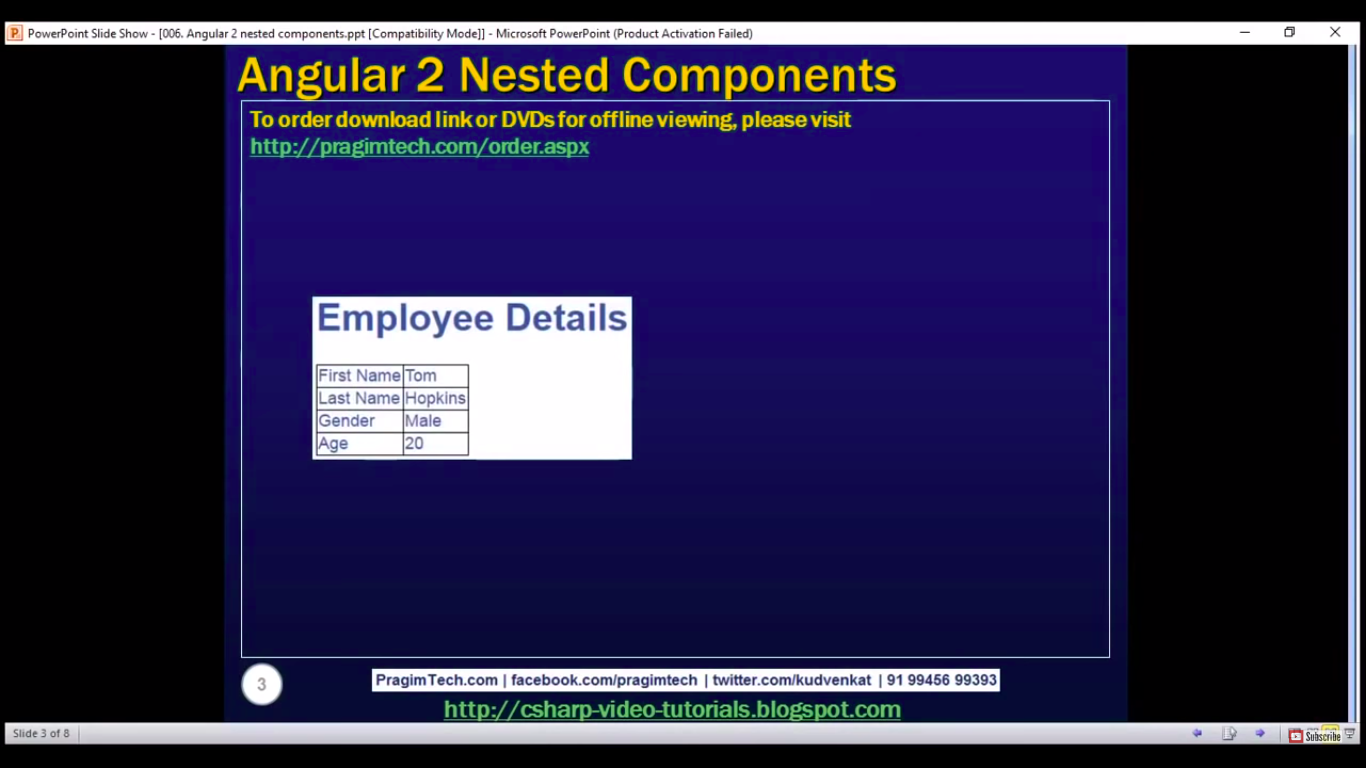 PowerPoint Slide Show - [006. Angular 2 nested components.ppt [Compatibility Mode]] - Microsoft PowerPoint (Product Activation Failed)
Angular 2 Nested Components
To order download link or DVDs for offline viewing, please visit
http://pragimtech.com/order.aspx
Employee Details
First Name Tom
Last Name Hopkins
Gender Male
Age 20
3
PragimTech.com | facebook.com/pragimtech | twitter.com/kudvenkat | 91 99456 99393
http://csharp-video-tutorials.blogspot.com
Slide 3 of 8
Subscribe